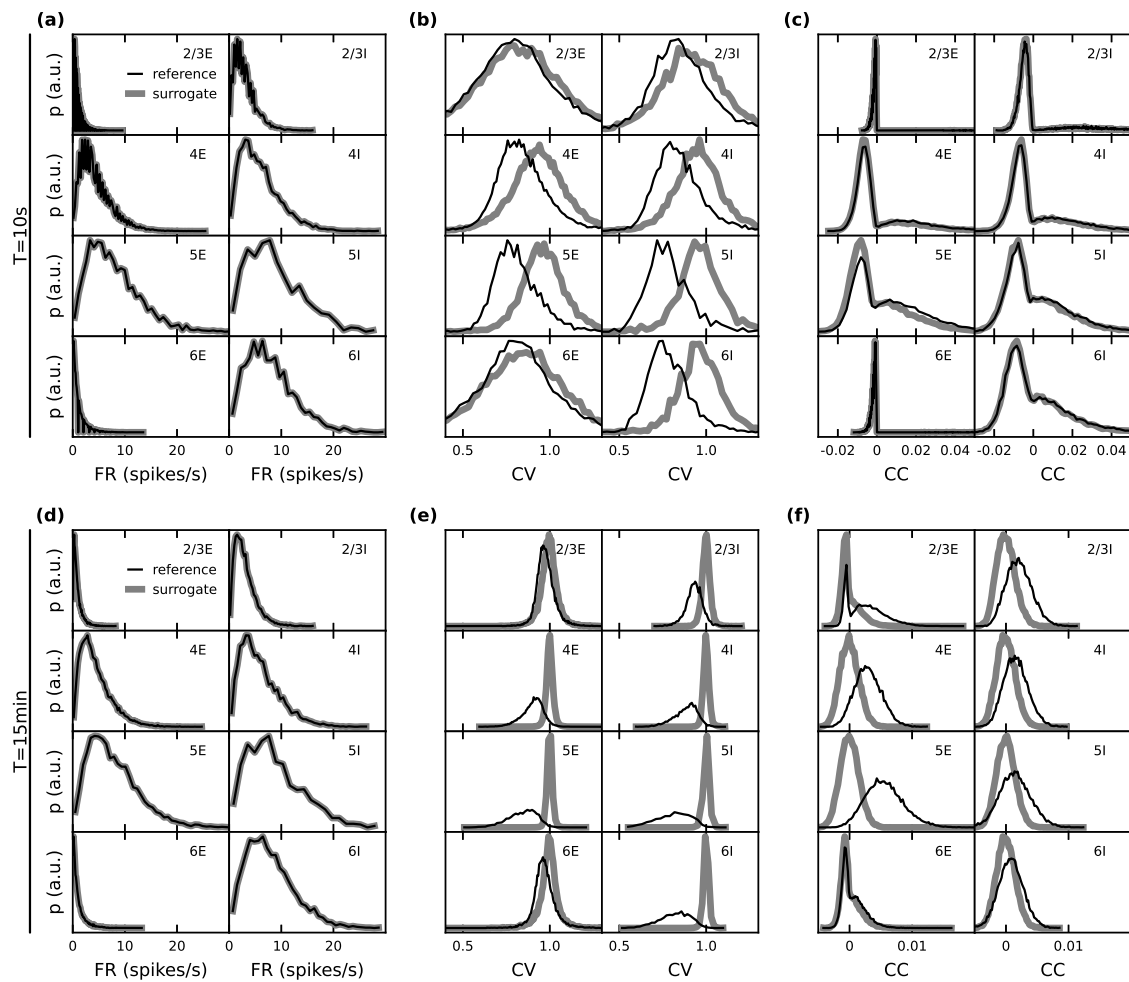 (a)
(b)
(c)
T=10s
p (a.u.)
2/3E
reference
surrogate
2/3I
2/3E
2/3I
2/3E
2/3I
p (a.u.)
4E
4I
4E
4I
4E
4I
p (a.u.)
5E
5I
5E
5I
5E
5I
p (a.u.)
6E
6I
6E
6I
6E
6I
0 10 20 0 10 20
0.5 1.0 0.5 1.0
-0.02 0 0.02 0.04 -0.02 0 0.02 0.04
FR (spikes/s) FR (spikes/s)
CV CV
CC CC
(d)
(e)
(f)
T=15min
p (a.u.)
2/3E
reference
surrogate
2/3I
2/3E
2/3I
2/3E
2/3I
p (a.u.)
4E
4I
4E
4I
4E
4I
p (a.u.)
5E
5I
5E
5I
5E
5I
p (a.u.)
6E
6I
6E
6I
6E
6I
0 10 20 0 10 20
0.5 1.0 0.5 1.0
0 0.01 0 0.01
FR (spikes/s) FR (spikes/s)
CV CV
CC CC